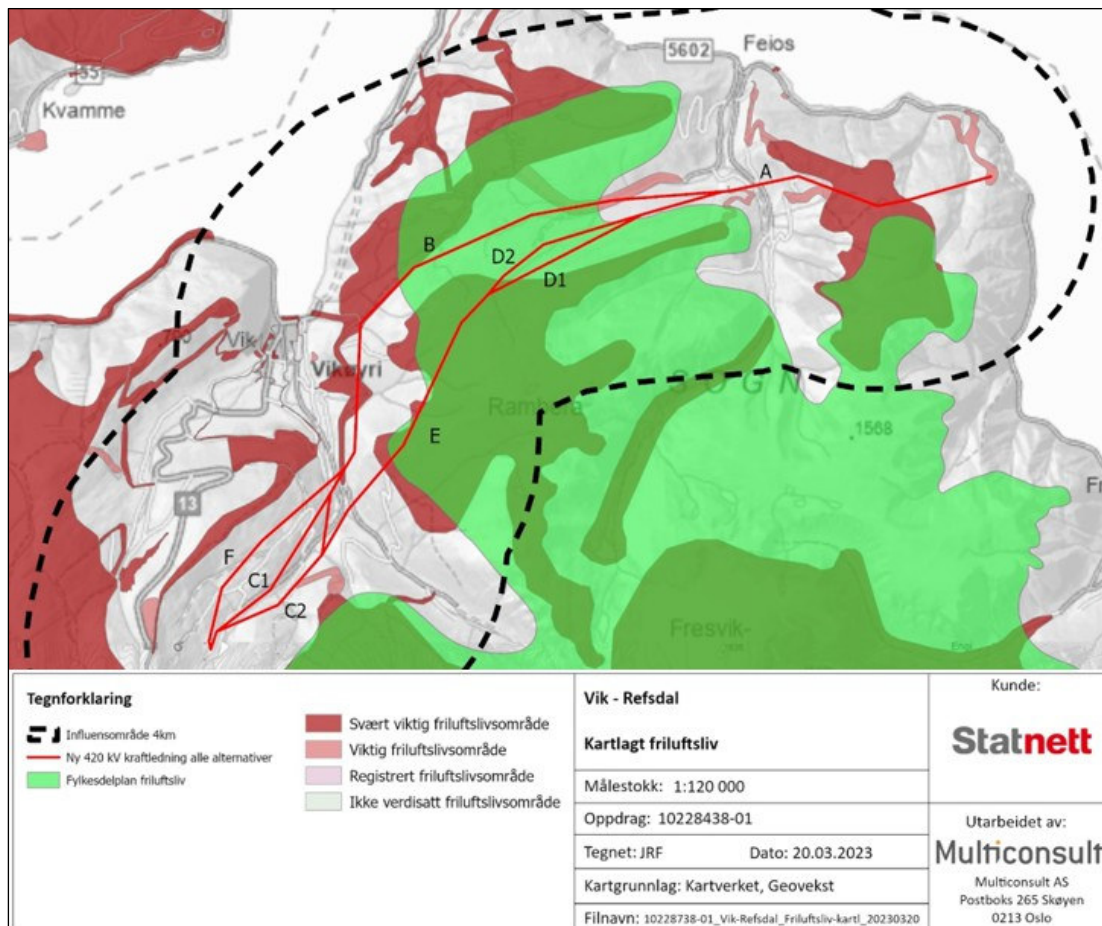 5602
Feios
55
Kvamme
A
B
D2
D1
Vik
Vikøyri
S O G N
E
1568
13
F
C1
C2
Fresvik-
Tegnforklaring
Influensområde 4km
Ny 420 kV kraftledning alle alternativer
Fylkesdelplan friluftsliv
Svært viktig friluftslivsområde
Viktig friluftslivsområde
Registrert friluftslivsområde
Ikke verdisatt friluftslivsområde
Vik - Refsdal
Kartlagt friluftsliv
Målestokk: 1:120 000
Oppdrag: 10228438-01
Tegnet: JRF Dato: 20.03.2023
Kartgrunnlag: Kartverket, Geovekst
Filnavn: 10228738-01_Vik-Refsdal_Friluftsliv-kartl_20230320
Kunde:
Statnett
Utarbeidet av:
Multiconsult
Multiconsult AS
Postboks 265 Skøyen
0213 Oslo